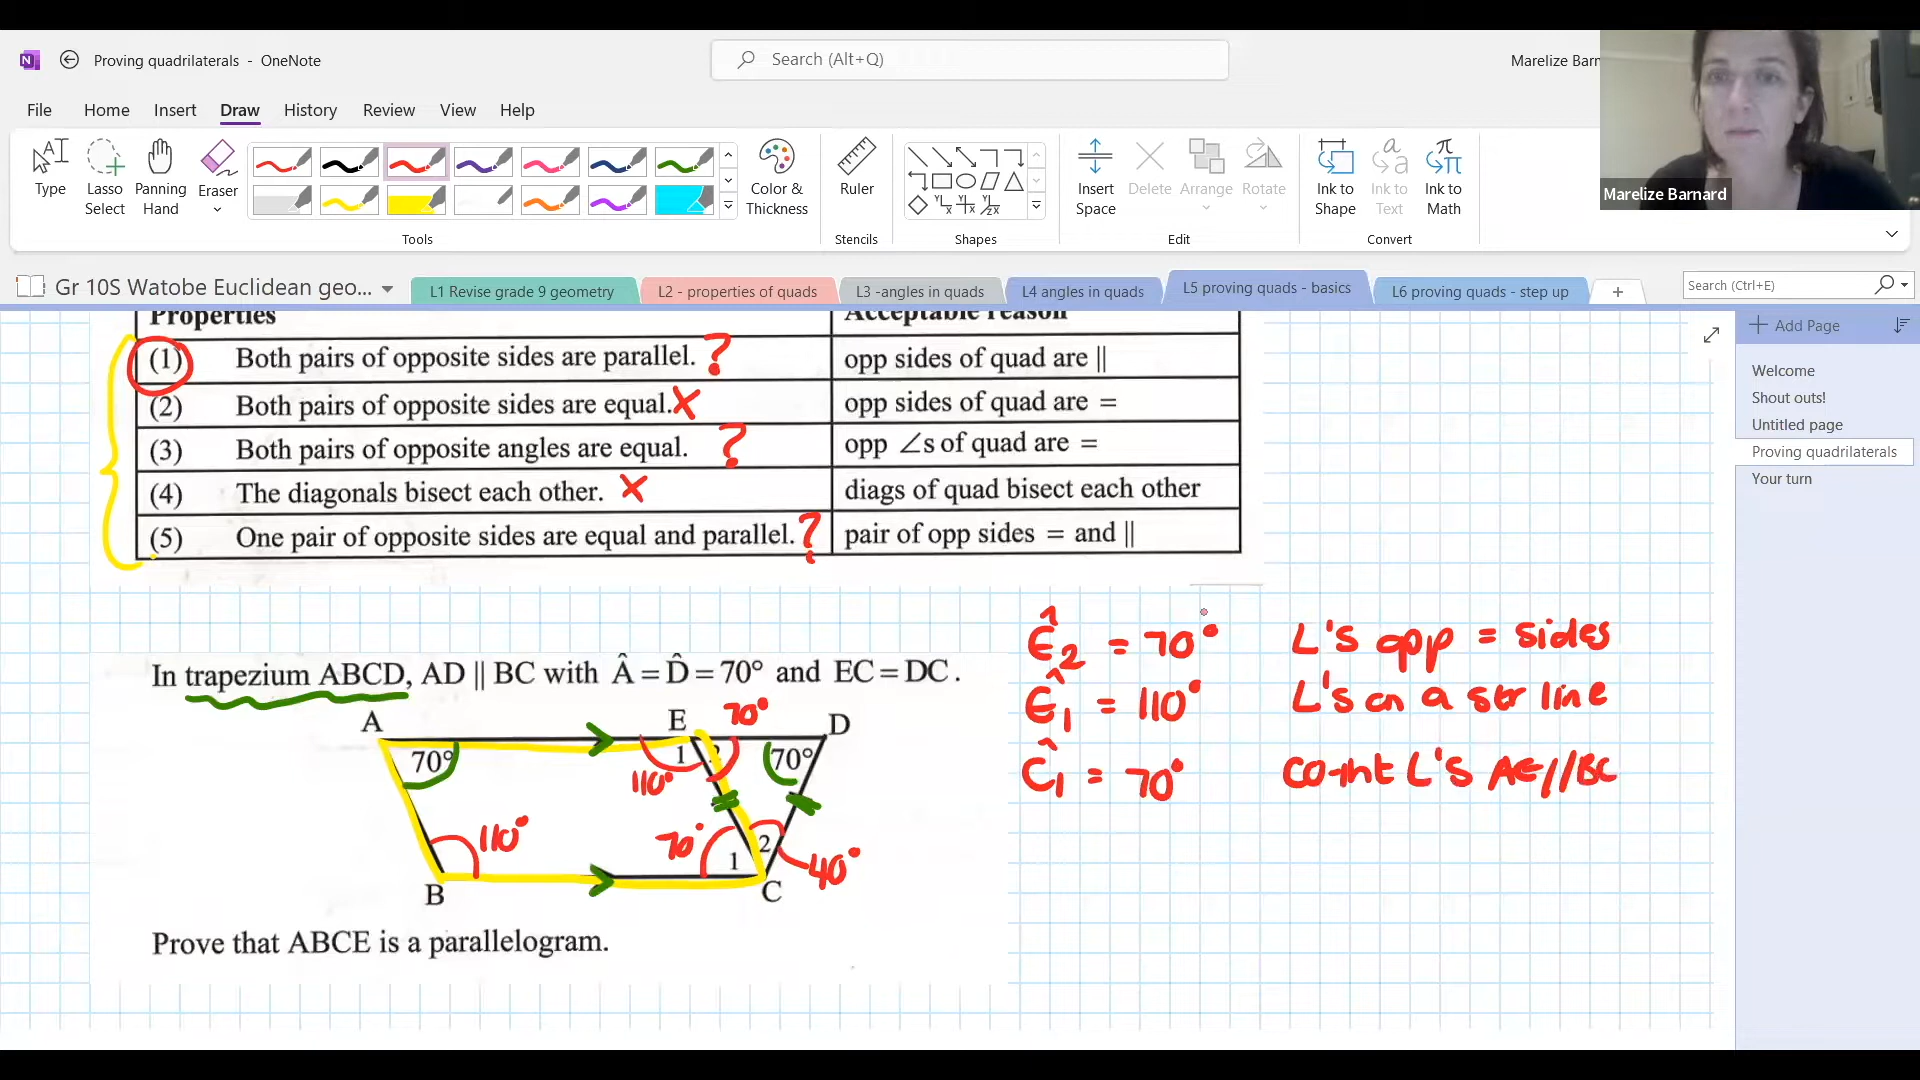 Proving quadrilaterals - OneNote
Search (Alt+Q)
Marelize Barn
File Home Insert Draw History Review View Help
Type
Lasso Select
Panning Hand
Eraser
Color & Thickness
Ruler
Insert Space
Delete
Arrange
Rotate
Ink to Shape
Ink to Text
Ink to Math
Tools
Stencils
Shapes
Edit
Convert
Marelize Barnard
Gr 10S Watobe Euclidean geo...
L1 Revise grade 9 geometry
L2 - properties of quads
L3 -angles in quads
L4 angles in quads
L5 proving quads - basics
L6 proving quads - step up
Search (Ctrl+E)
Add Page
Welcome
Shout outs!
Untitled page
Proving quadrilaterals
Your turn
Properties Acceptable reason
(1) Both pairs of opposite sides are parallel. ? opp sides of quad are ||
(2) Both pairs of opposite sides are equal. X opp sides of quad are =
(3) Both pairs of opposite angles are equal. ? opp ∠s of quad are =
(4) The diagonals bisect each other. X diags of quad bisect each other
(5) One pair of opposite sides are equal and parallel. ? pair of opp sides = and ||
In trapezium ABCD, AD || BC with Â = D̂ = 70° and EC = DC.
A E 70° D
70° 1 2 70°
110°
110° 70° 1 2 40°
B C
Prove that ABCE is a parallelogram.
Ê2 = 70° L's opp = sides
Ê1 = 110° L's on a str line
Ĉ1 = 70° co-int L's AE//BC